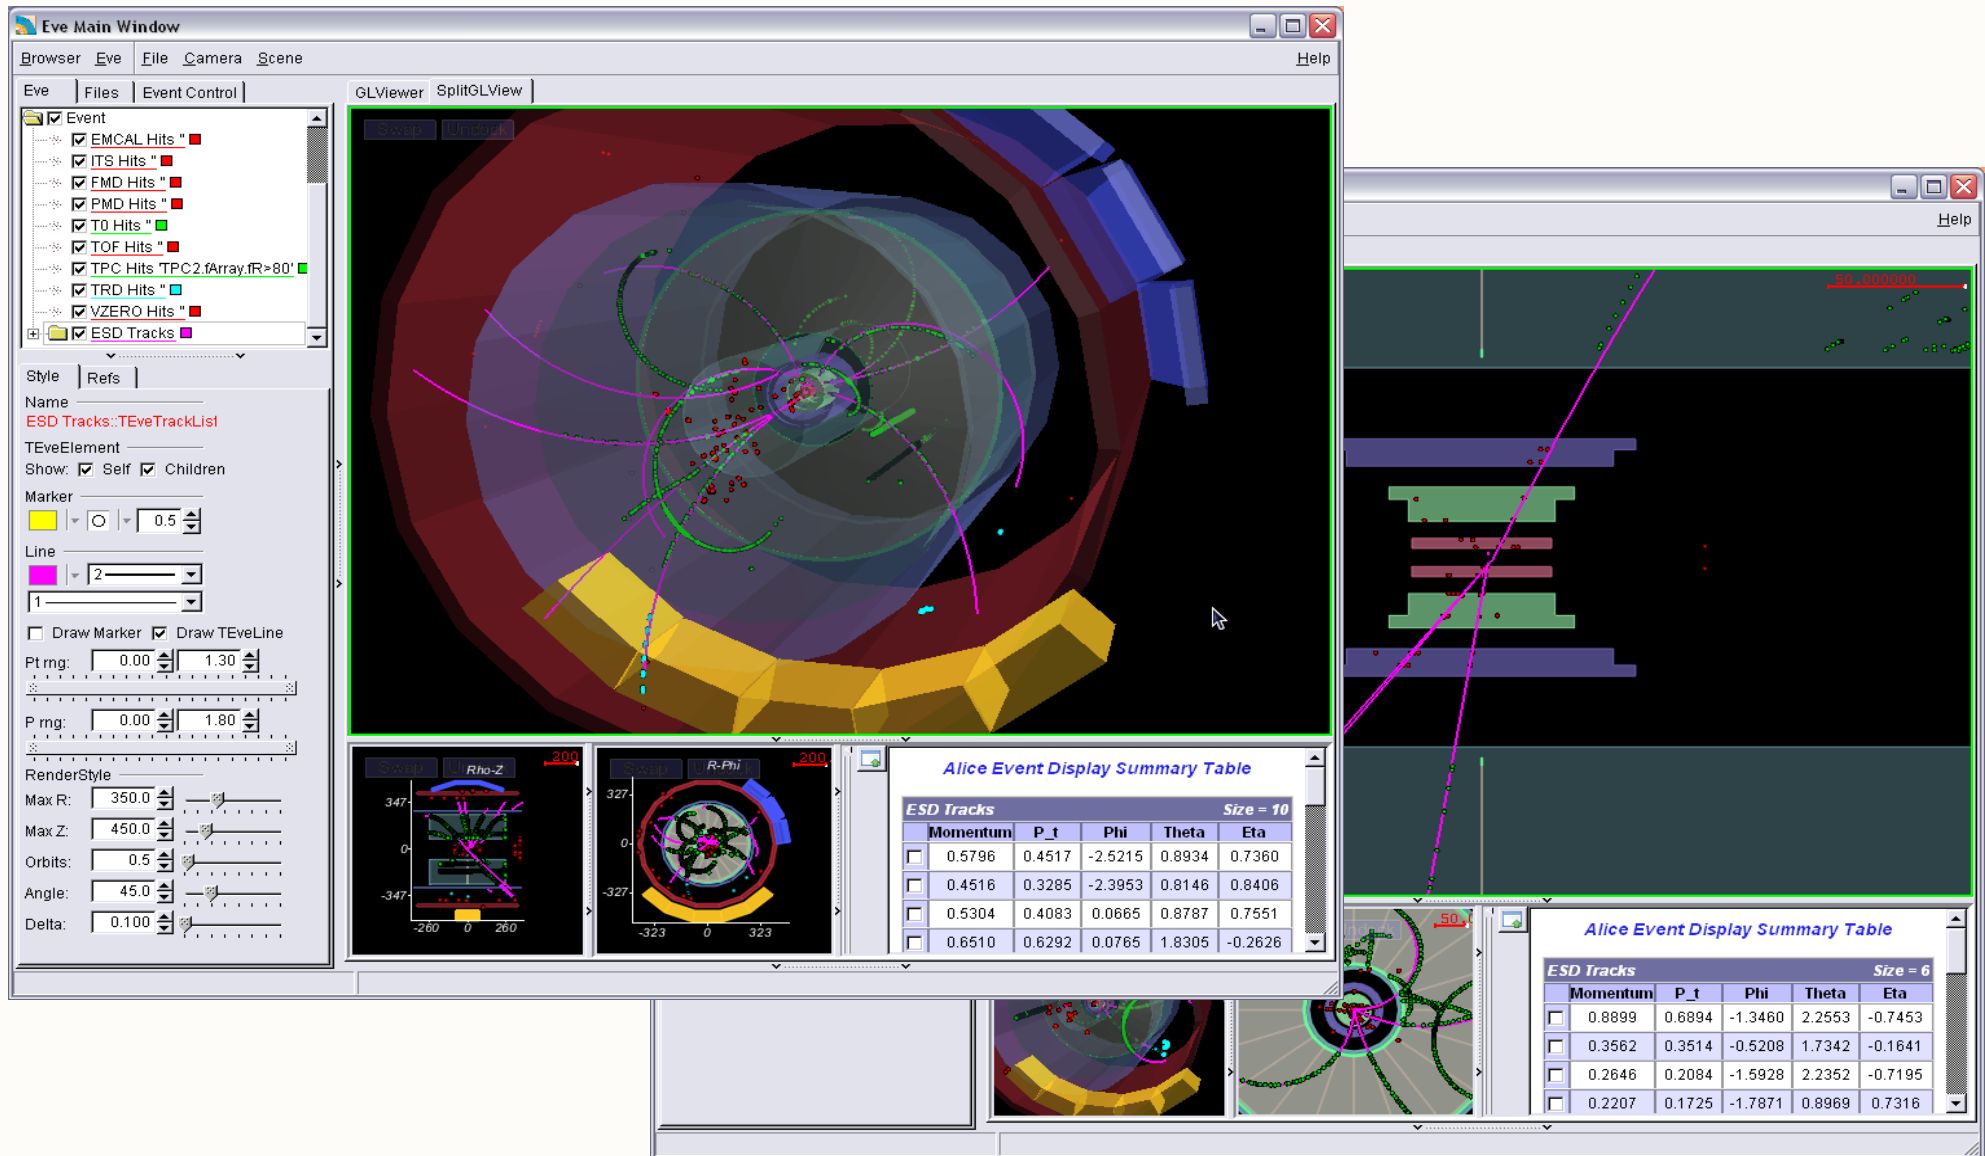 Eve Main Window
Browser Eve File Camera Scene Help
Eve Files Event Control
GLViewer SplitGLView
Event
EMCAL Hits "
ITS Hits "
FMD Hits "
PMD Hits "
T0 Hits "
TOF Hits "
TPC Hits 'TPC2.fArray.fR>80'
TRD Hits "
VZERO Hits "
ESD Tracks
Style Refs
Name
ESD Tracks::TEveTrackList
TEveElement
Show: Self Children
Marker
0.5
Line
2
1
Draw Marker Draw TEveLine
Pt rng: 0.00 1.30
P rng: 0.00 1.80
RenderStyle
Max R: 350.0
Max Z: 450.0
Orbits: 0.5
Angle: 45.0
Delta: 0.100
Swap Undock
Swap
Rho-Z
200
347
0
-347
-260 0 260
Swap
R-Phi
200
327
0
-327
-323 0 323
Alice Event Display Summary Table
ESD Tracks Size = 10
Momentum P_t Phi Theta Eta
0.5796 0.4517 -2.5215 0.8934 0.7360
0.4516 0.3285 -2.3953 0.8146 0.8406
0.5304 0.4083 0.0665 0.8787 0.7551
0.6510 0.6292 0.0765 1.8305 -0.2626
Help
50.000000
50.
Alice Event Display Summary Table
ESD Tracks Size = 6
Momentum P_t Phi Theta Eta
0.8899 0.6894 -1.3460 2.2553 -0.7453
0.3562 0.3514 -0.5208 1.7342 -0.1641
0.2646 0.2084 -1.5928 2.2352 -0.7195
0.2207 0.1725 -1.7871 0.8969 0.7316